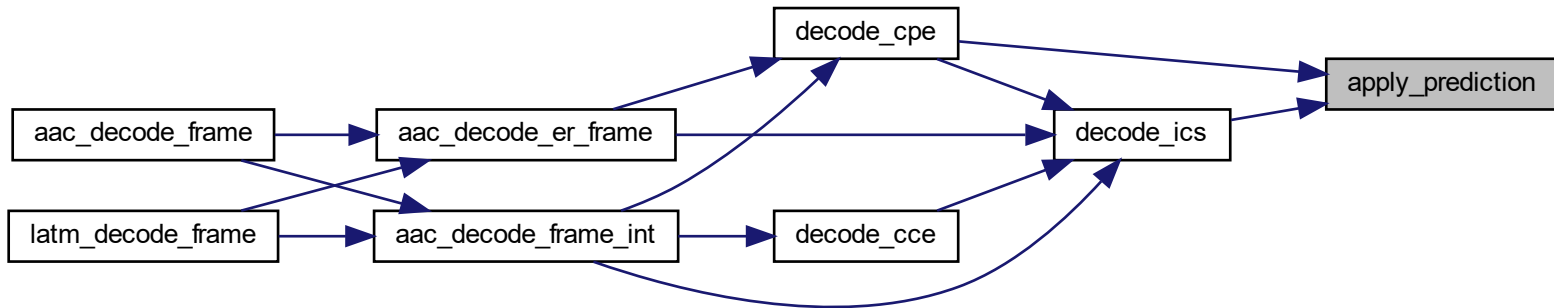 decode_cpe
apply_prediction
aac_decode_frame
aac_decode_er_frame
decode_ics
latm_decode_frame
aac_decode_frame_int
decode_cce